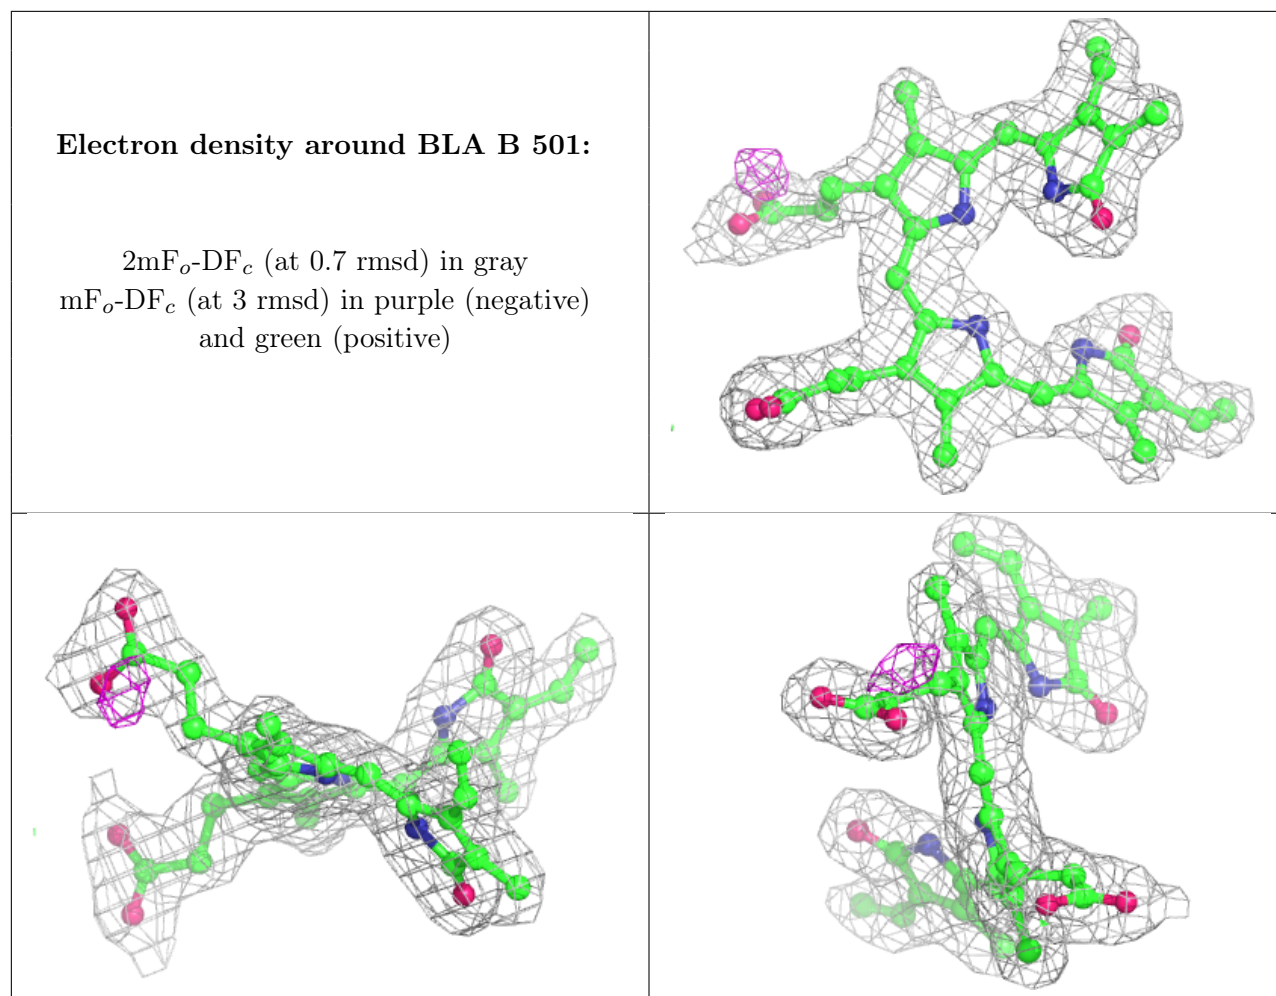 Electron density around BLA B 501:
2mFo-DFc (at 0.7 rmsd) in gray
mFo-DFc (at 3 rmsd) in purple (negative)
and green (positive)